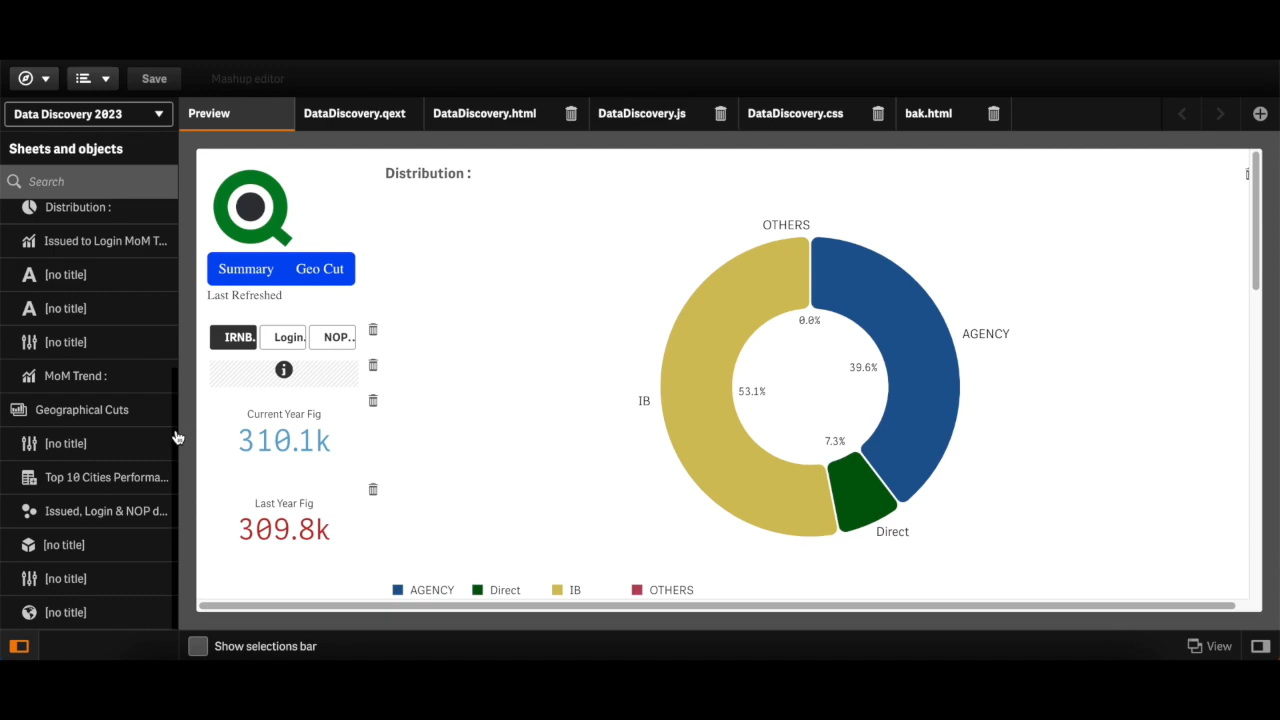 Save
Mashup editor
Data Discovery 2023
Preview
DataDiscovery.qext
DataDiscovery.html
DataDiscovery.js
DataDiscovery.css
bak.html
Sheets and objects
Search
Distribution :
Issued to Login MoM T...
A [no title]
A [no title]
[no title]
MoM Trend :
Geographical Cuts
[no title]
Top 10 Cities Performa...
Issued, Login & NOP d...
[no title]
[no title]
[no title]
Summary Geo Cut
Last Refreshed
IRNB.
Login.
NOP..
Current Year Fig
310.1k
Last Year Fig
309.8k
Distribution :
OTHERS
0.0%
AGENCY
39.6%
IB
53.1%
7.3%
Direct
AGENCY Direct IB OTHERS
Show selections bar
View